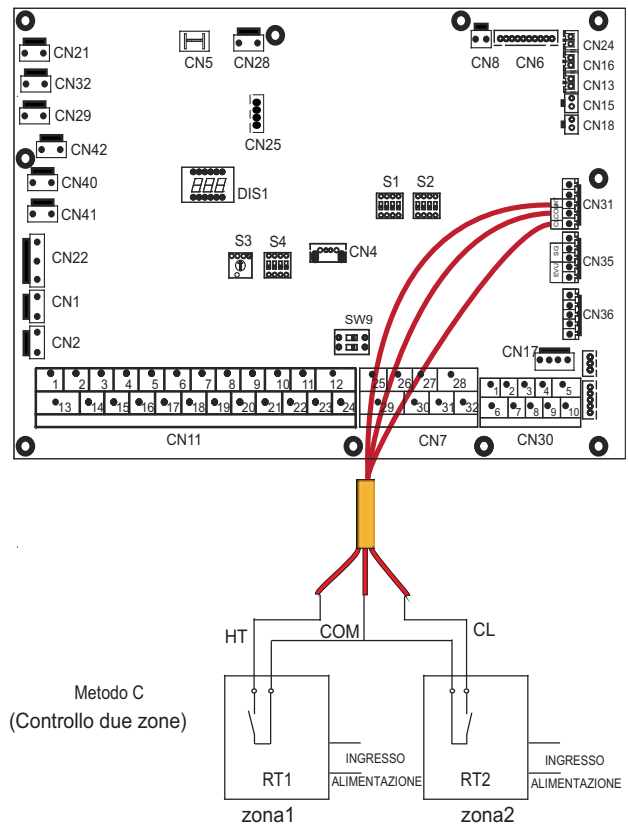 CN21
CN32
CN29
CN42
CN40
CN41
CN22
CN1
CN2
CN5
CN28
CN25
DIS1
S3
S4
CN4
SW9
S1
S2
CN8
CN6
CN24
CN16
CN13
CN15
CN18
CN31
SG
EVU
CN35
CN36
CN17
1 2 3 4 5 6 7 8 9 10 11 12
13 14 15 16 17 18 19 20 21 22 23 24
CN11
25 26 27 28
29 30 31 32
CN7
1 2 3 4 5
6 7 8 9 10
CN30
HT
COM
CL
Metodo C
(Controllo due zone)
RT1
INGRESSO
ALIMENTAZIONE
zona1
RT2
INGRESSO
ALIMENTAZIONE
zona2